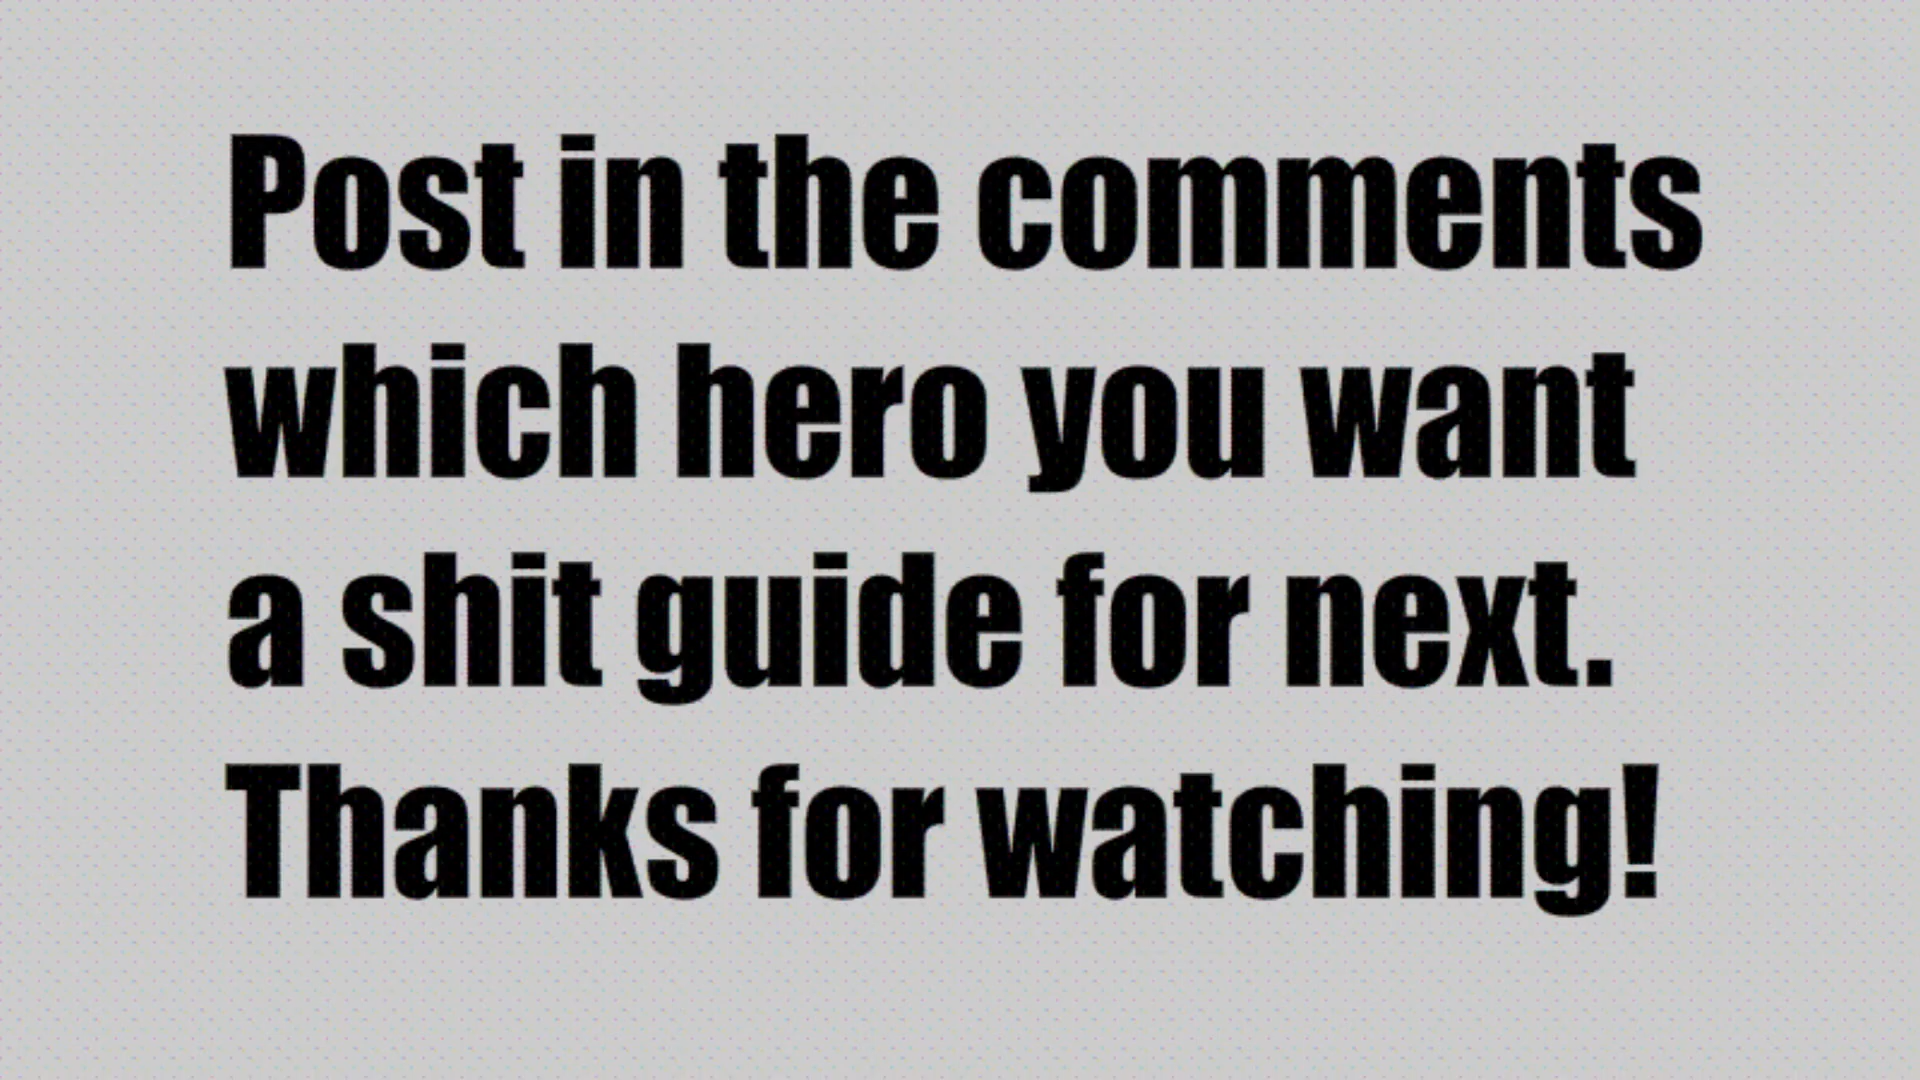 Post in the comments
which hero you want
a shit guide for next.
Thanks for watching!